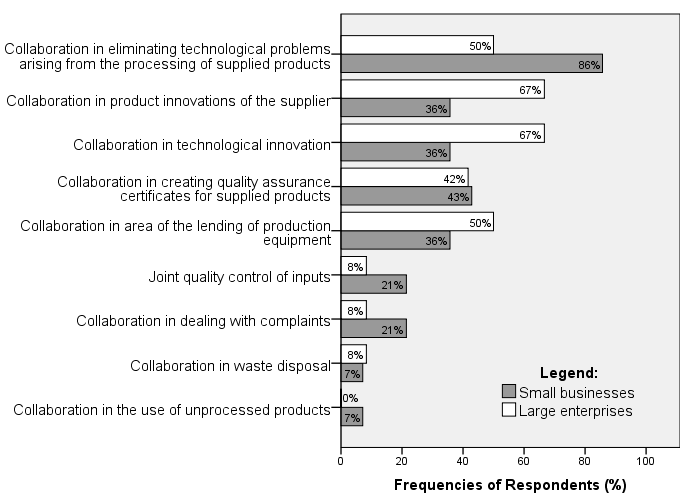 Collaboration in eliminating technological problems
arising from the processing of supplied products
50%
86%
Collaboration in product innovations of the supplier
67%
36%
Collaboration in technological innovation
67%
36%
Collaboration in creating quality assurance
certificates for supplied products
42%
43%
Collaboration in area of the lending of production
equipment
50%
36%
Joint quality control of inputs
8%
21%
Collaboration in dealing with complaints
8%
21%
Collaboration in waste disposal
8%
7%
Collaboration in the use of unprocessed products
0%
7%
Legend:
Small businesses
Large enterprises
0 20 40 60 80 100
Frequencies of Respondents (%)